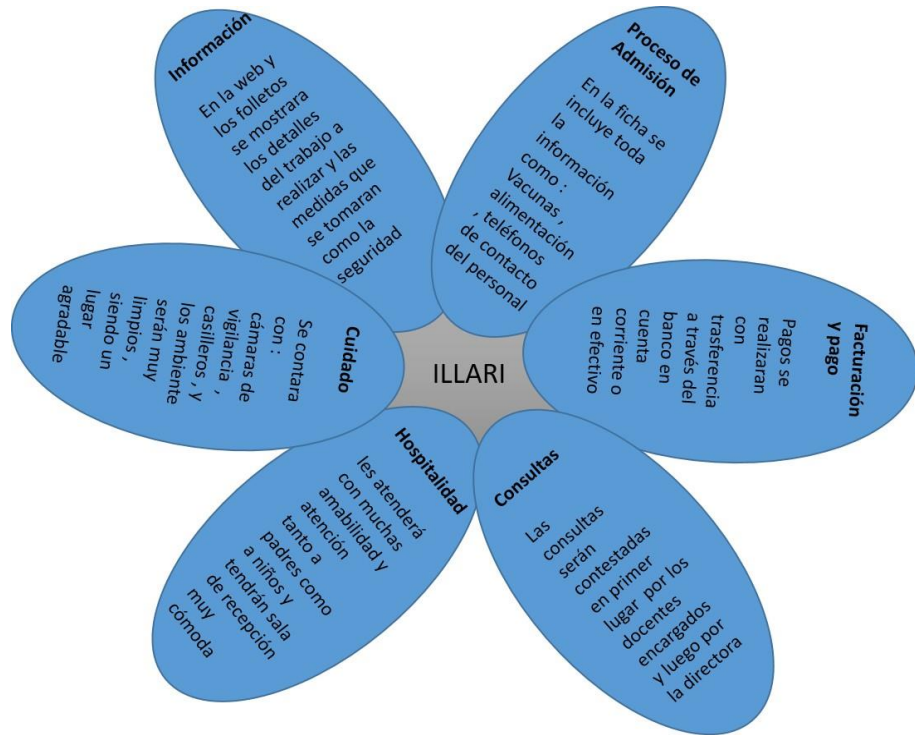 Información
En la web y
los folletos
se mostrara
los detalles
del trabajo a
realizar y las
medidas que
se tomaran
como la
seguridad
Proceso de
Admisión
En la ficha se
incluye toda
la
información
como :
Vacunas ,
alimentación
, teléfonos
de contacto
del personal
Facturación
y pago
Pagos se
realizaran
con
trasferencia
a través del
banco en
cuenta
corriente o
en efectivo
Consultas
Las
consultas
serán
contestadas
en primer
lugar por los
docentes
encargados
y luego por
la directora
Hospitalidad
les atenderá
con muchas
amabilidad y
atención
tanto a
padres como
a niños y
tendrán sala
de recepción
muy
cómoda
Cuidado
Se contara
con :
cámaras de
vigilancia ,
casilleros , y
los ambiente
serán muy
limpios ,
siendo un
lugar
agradable
ILLARI